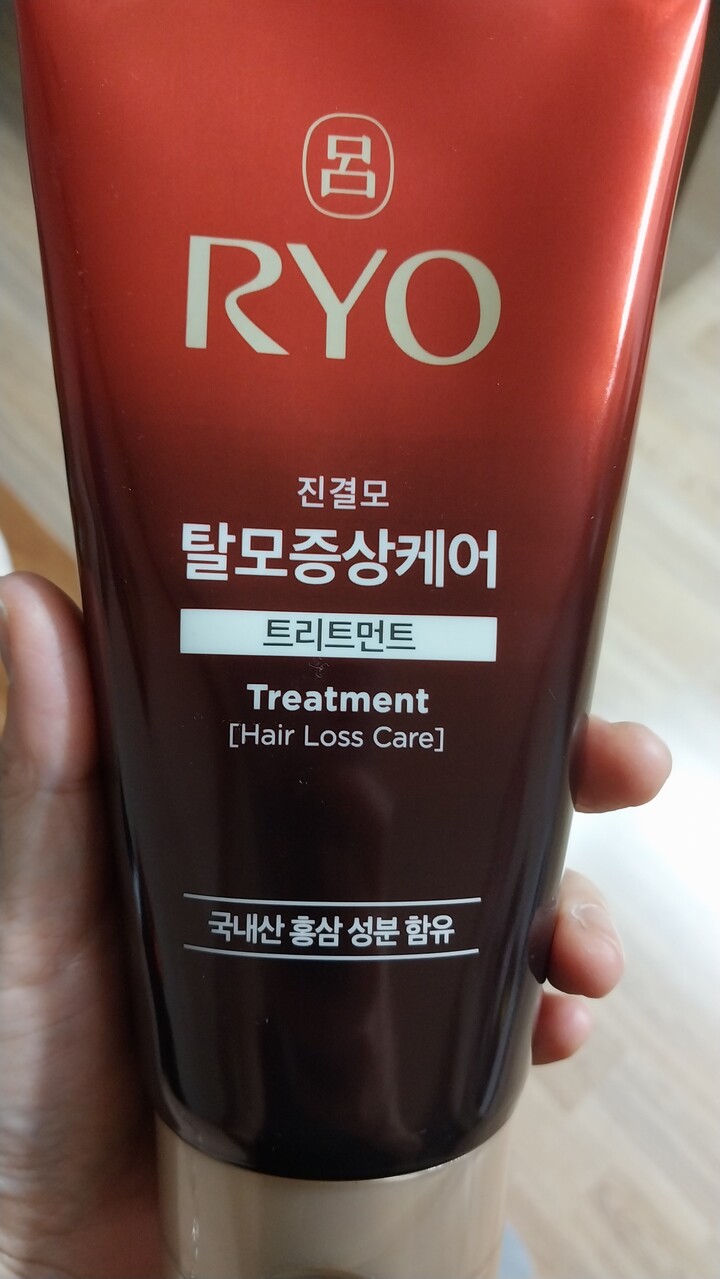 呂
RYO
진결모
탈모증상케어
트리트먼트
Treatment
[Hair Loss Care]
국내산 홍삼 성분 함유